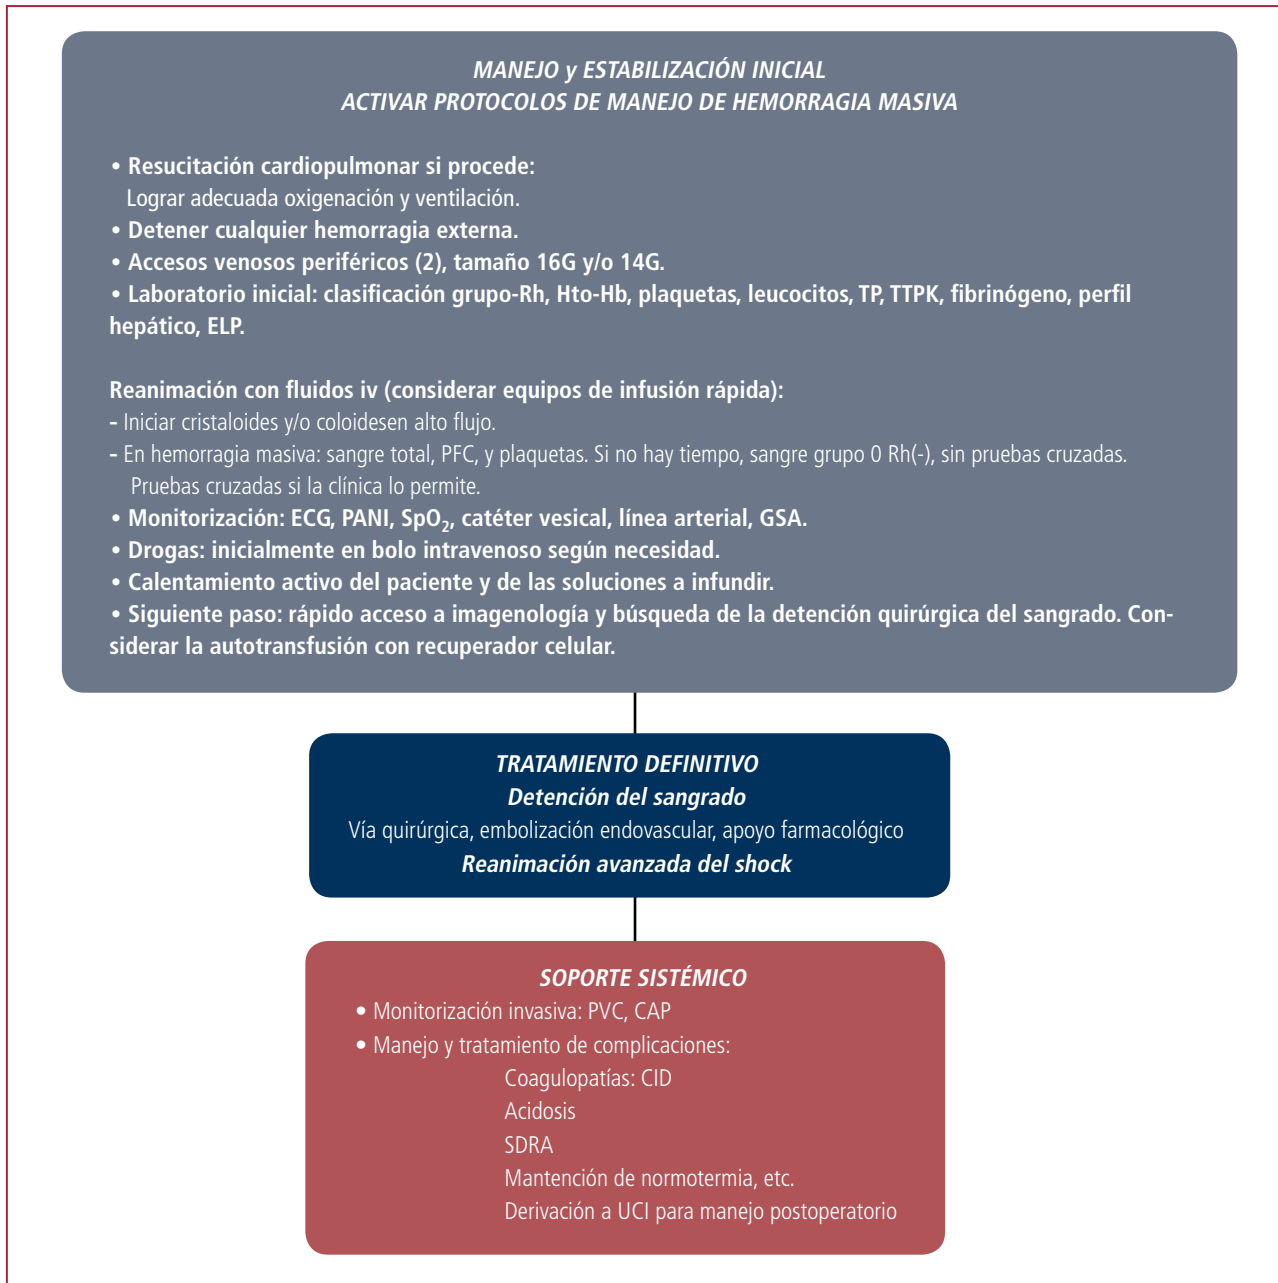 MANEJO y ESTABILIZACIÓN INICIAL
ACTIVAR PROTOCOLOS DE MANEJO DE HEMORRAGIA MASIVA
• Resucitación cardiopulmonar si procede:
Lograr adecuada oxigenación y ventilación.
• Detener cualquier hemorragia externa.
• Accesos venosos periféricos (2), tamaño 16G y/o 14G.
• Laboratorio inicial: clasificación grupo-Rh, Hto-Hb, plaquetas, leucocitos, TP, TTPK, fibrinógeno, perfil
hepático, ELP.
Reanimación con fluidos iv (considerar equipos de infusión rápida):
- Iniciar cristaloides y/o coloidesen alto flujo.
- En hemorragia masiva: sangre total, PFC, y plaquetas. Si no hay tiempo, sangre grupo 0 Rh(-), sin pruebas cruzadas.
Pruebas cruzadas si la clínica lo permite.
• Monitorización: ECG, PANI, SpO₂, catéter vesical, línea arterial, GSA.
• Drogas: inicialmente en bolo intravenoso según necesidad.
• Calentamiento activo del paciente y de las soluciones a infundir.
• Siguiente paso: rápido acceso a imagenología y búsqueda de la detención quirúrgica del sangrado. Con-
siderar la autotransfusión con recuperador celular.
TRATAMIENTO DEFINITIVO
Detención del sangrado
Vía quirúrgica, embolización endovascular, apoyo farmacológico
Reanimación avanzada del shock
SOPORTE SISTÉMICO
• Monitorización invasiva: PVC, CAP
• Manejo y tratamiento de complicaciones:
Coagulopatías: CID
Acidosis
SDRA
Mantención de normotermia, etc.
Derivación a UCI para manejo postoperatorio